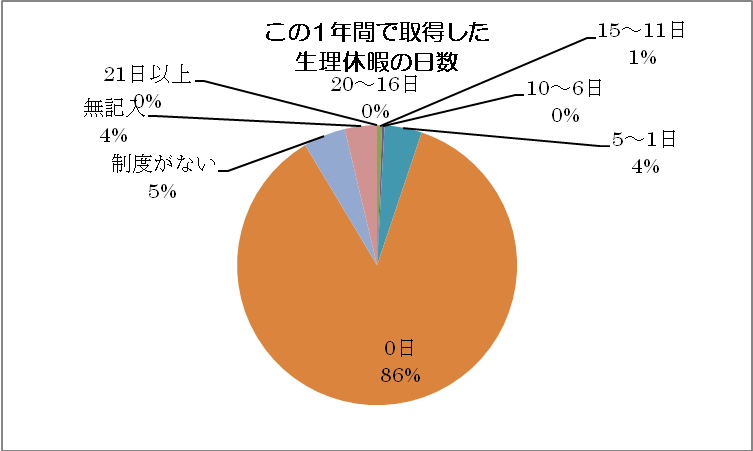 この１年間で取得した
生理休暇の日数
15～11日
1%
21日以上
0%
20～16日
0%
10～6日
0%
無記入
4%
5～1日
4%
制度がない
5%
0日
86%